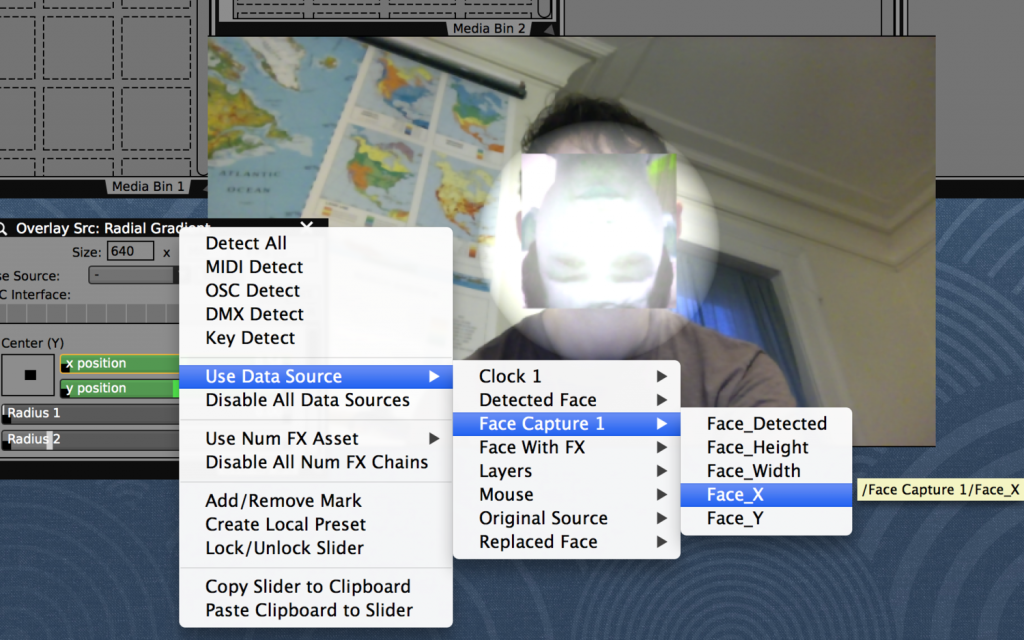 Media Bin 2
ATLANTIC
OCEAN
Media Bin 1
Overlay Src: Radial Gradient
Size: 640 x
se Source: -
C Interface:
Center (Y)
x position
y position
Radius 1
Radius 2
Detect All
MIDI Detect
OSC Detect
DMX Detect
Key Detect
Use Data Source
Disable All Data Sources
Use Num FX Asset
Disable All Num FX Chains
Add/Remove Mark
Create Local Preset
Lock/Unlock Slider
Copy Slider to Clipboard
Paste Clipboard to Slider
Clock 1
Detected Face
Face Capture 1
Face With FX
Layers
Mouse
Original Source
Replaced Face
Face_Detected
Face_Height
Face_Width
Face_X
Face_Y
/Face Capture 1/Face_X